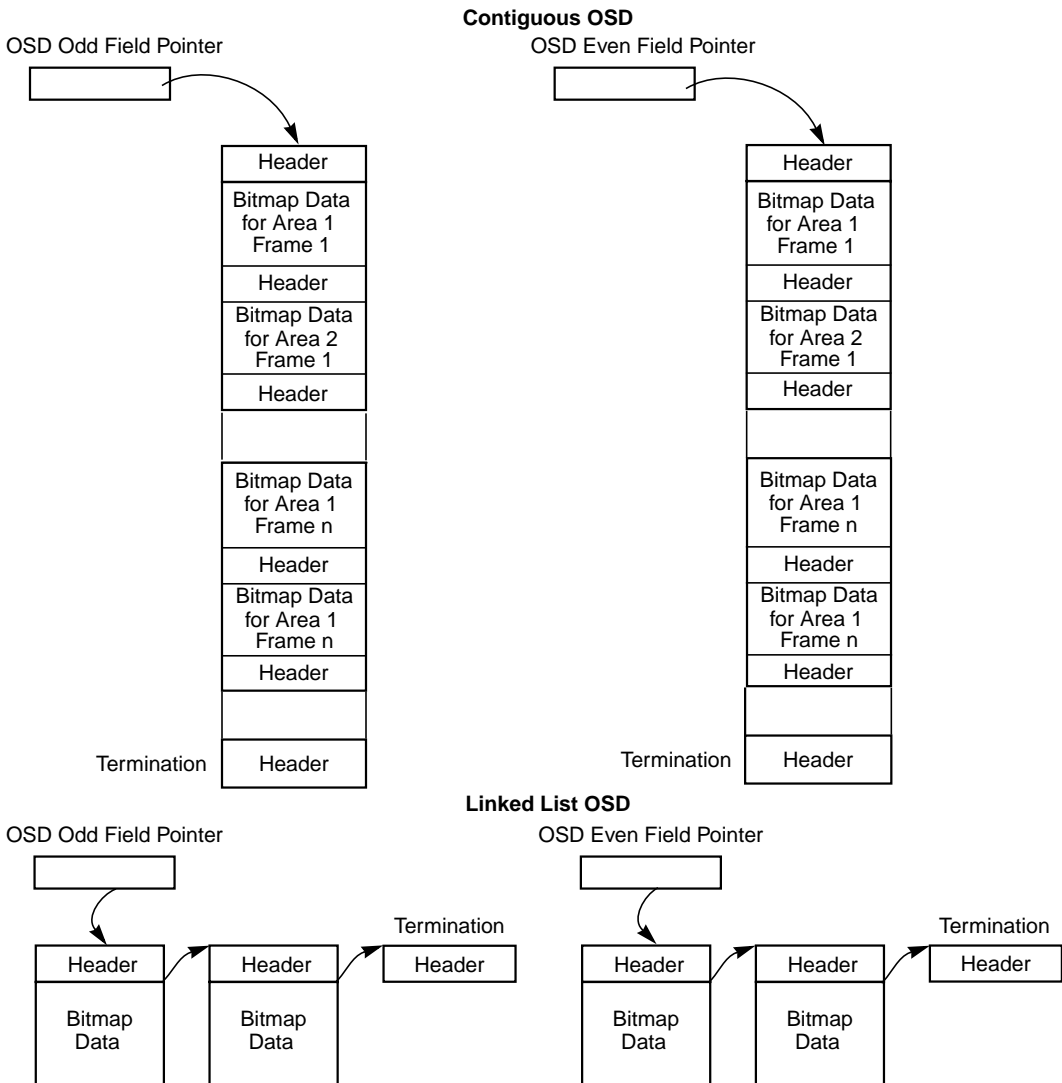 Contiguous OSD
OSD Odd Field Pointer
Header
Bitmap Data
for Area 1
Frame 1
Header
Bitmap Data
for Area 2
Frame 1
Header
Bitmap Data
for Area 1
Frame n
Header
Bitmap Data
for Area 1
Frame n
Header
Termination
Header
OSD Even Field Pointer
Header
Bitmap Data
for Area 1
Frame 1
Header
Bitmap Data
for Area 2
Frame 1
Header
Bitmap Data
for Area 1
Frame n
Header
Bitmap Data
for Area 1
Frame n
Header
Termination
Header
Linked List OSD
OSD Odd Field Pointer
Header
Bitmap
Data
Header
Bitmap
Data
Termination
Header
OSD Even Field Pointer
Header
Bitmap
Data
Header
Bitmap
Data
Termination
Header